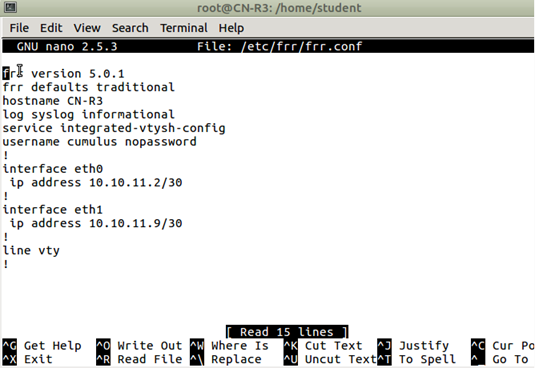 root@CN-R3: /home/student
File Edit View Search Terminal Help
GNU nano 2.5.3 File: /etc/frr/frr.conf
frr version 5.0.1
frr defaults traditional
hostname CN-R3
log syslog informational
service integrated-vtysh-config
username cumulus nopassword
!
interface eth0
ip address 10.10.11.2/30
!
interface eth1
ip address 10.10.11.9/30
!
line vty
!
[ Read 15 lines ]
^G Get Help ^O Write Out ^W Where Is ^K Cut Text ^J Justify ^C Cur Po
^X Exit ^R Read File ^\ Replace ^U Uncut Text ^T To Spell ^_ Go To